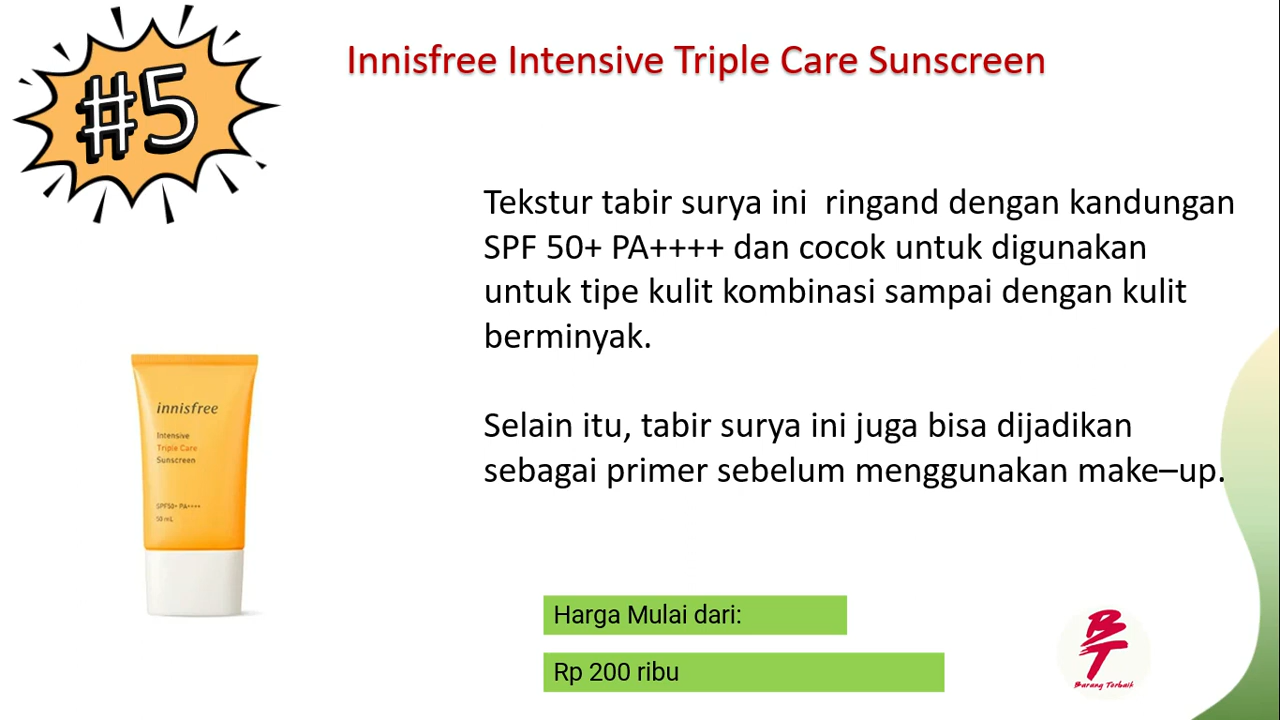 #5
Innisfree Intensive Triple Care Sunscreen
Tekstur tabir surya ini ringand dengan kandungan
SPF 50+ PA++++ dan cocok untuk digunakan
untuk tipe kulit kombinasi sampai dengan kulit
berminyak.
Selain itu, tabir surya ini juga bisa dijadikan
sebagai primer sebelum menggunakan make–up.
innisfree
Intensive
Triple Care
Sunscreen
SPF50+ PA++++
50 mL
Harga Mulai dari:
Rp 200 ribu
BT
Barang Terbaik